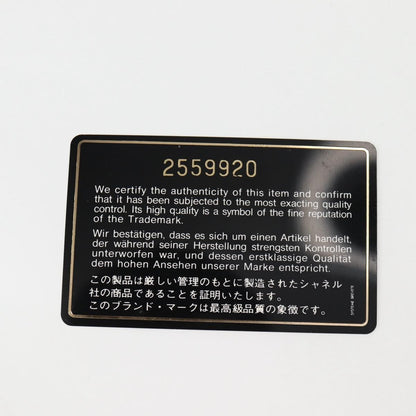 2559920
We certify the authenticity of this item and confirm
that it has been subjected to the most exacting quality
control. Its high quality is a symbol of the fine reputation
of the Trademark.
Wir bestätigen, dass es sich um einen Artikel handelt,
der während seiner Herstellung strengsten Kontrollen
unterworfen war, und dessen erstklassige Qualität
dem hohen Ansehen unserer Marke entspricht.
この製品は厳しい管理のもとに製造されたシャネル
社の商品であることを証明いたします。
このブランド・マークは最高級品質の象徴です。